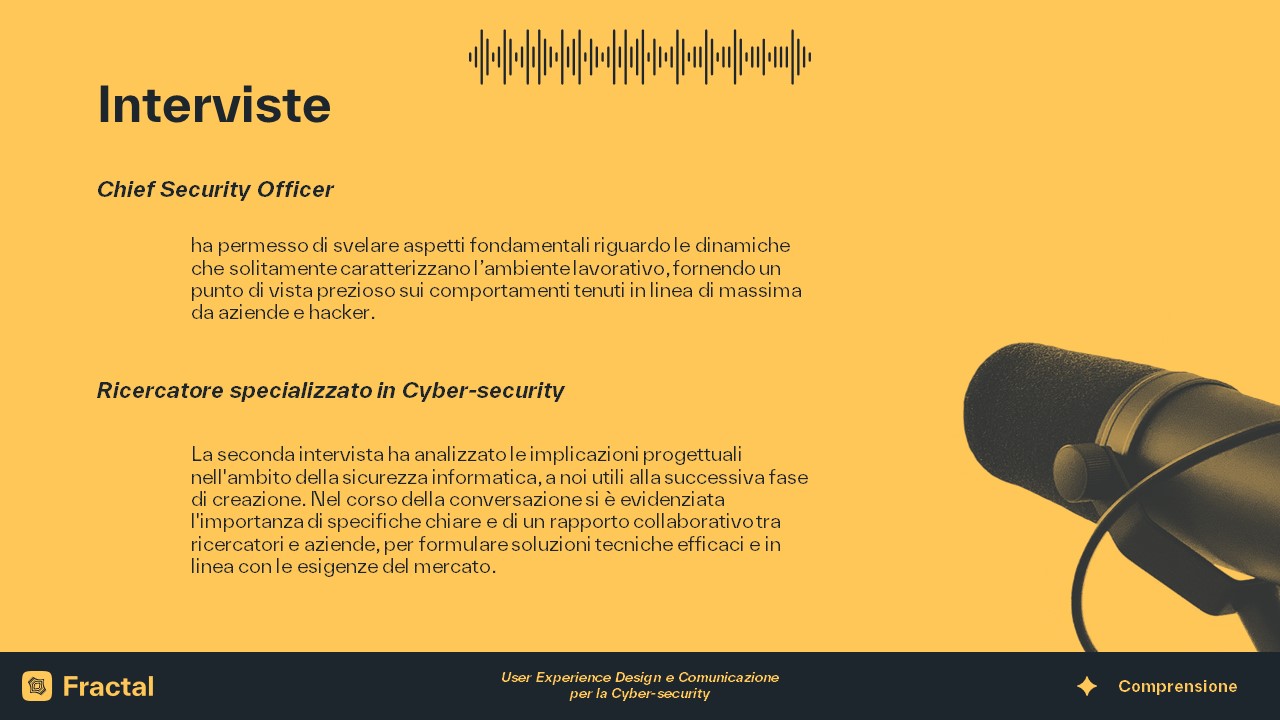 Interviste
Chief Security Officer
ha permesso di svelare aspetti fondamentali riguardo le dinamiche
che solitamente caratterizzano l’ambiente lavorativo, fornendo un
punto di vista prezioso sui comportamenti tenuti in linea di massima
da aziende e hacker.
Ricercatore specializzato in Cyber-security
La seconda intervista ha analizzato le implicazioni progettuali
nell'ambito della sicurezza informatica, a noi utili alla successiva fase
di creazione. Nel corso della conversazione si è evidenziata
l'importanza di specifiche chiare e di un rapporto collaborativo tra
ricercatori e aziende, per formulare soluzioni tecniche efficaci e in
linea con le esigenze del mercato.
Fractal
User Experience Design e Comunicazione
per la Cyber-security
Comprensione